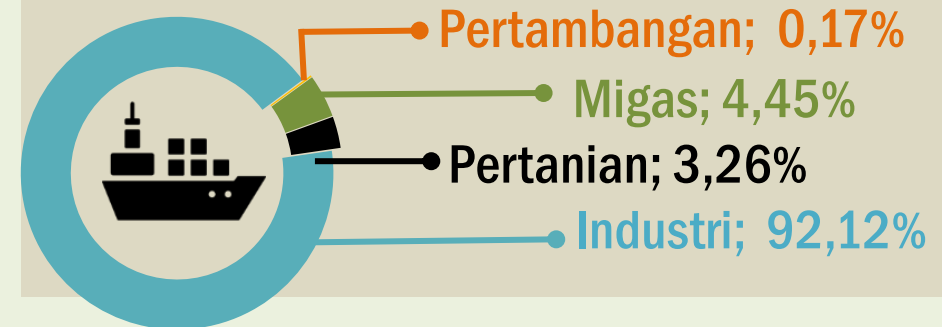 Pertambangan; 0,17%
Migas; 4,45%
Pertanian; 3,26%
Industri; 92,12%